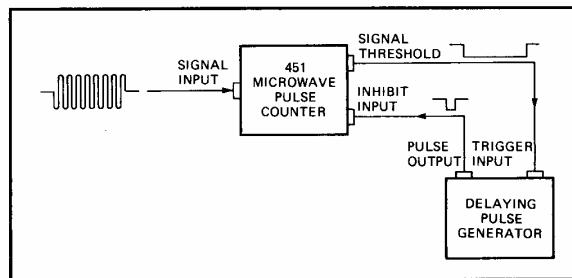 SIGNAL
INPUT
451
MICROWAVE
PULSE
COUNTER
SIGNAL
THRESHOLD
INHIBIT
INPUT
PULSE
OUTPUT
TRIGGER
INPUT
DELAYING
PULSE
GENERATOR